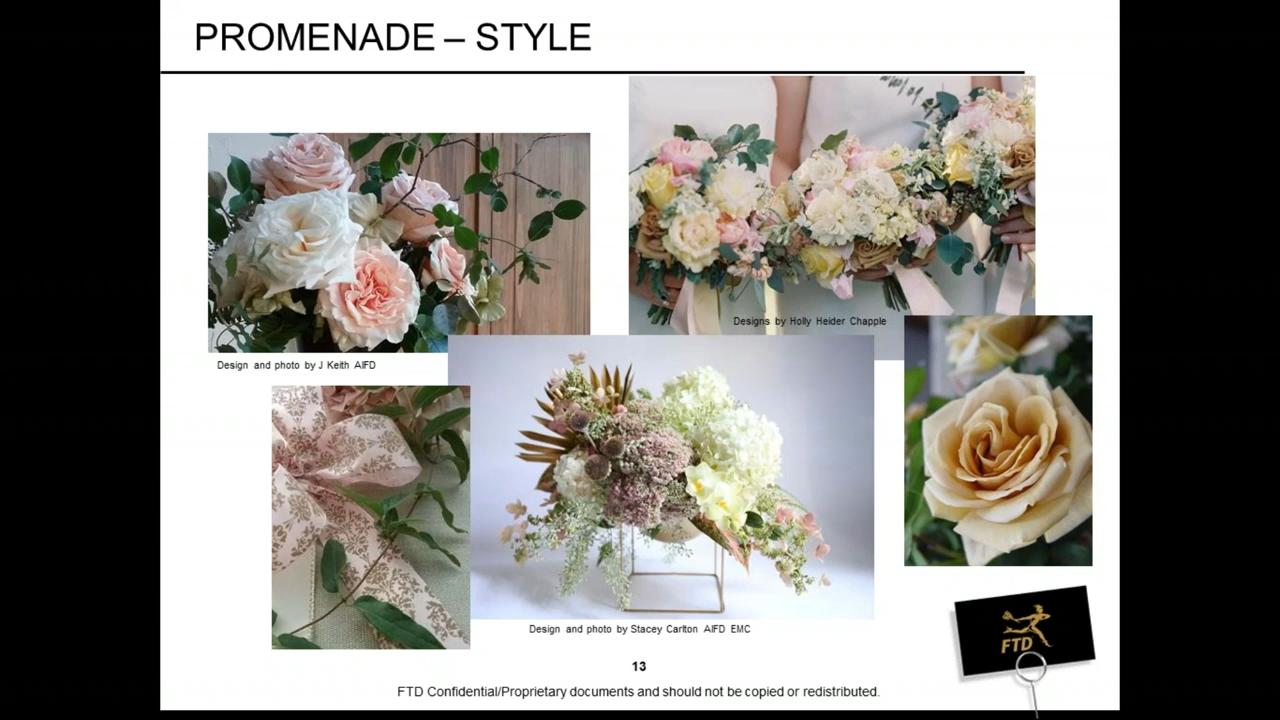 PROMENADE – STYLE
Designs by Holly Heider Chapple
Design and photo by J Keith AIFD
Design and photo by Stacey Carlton AIFD EMC
FTD
13
FTD Confidential/Proprietary documents and should not be copied or redistributed.